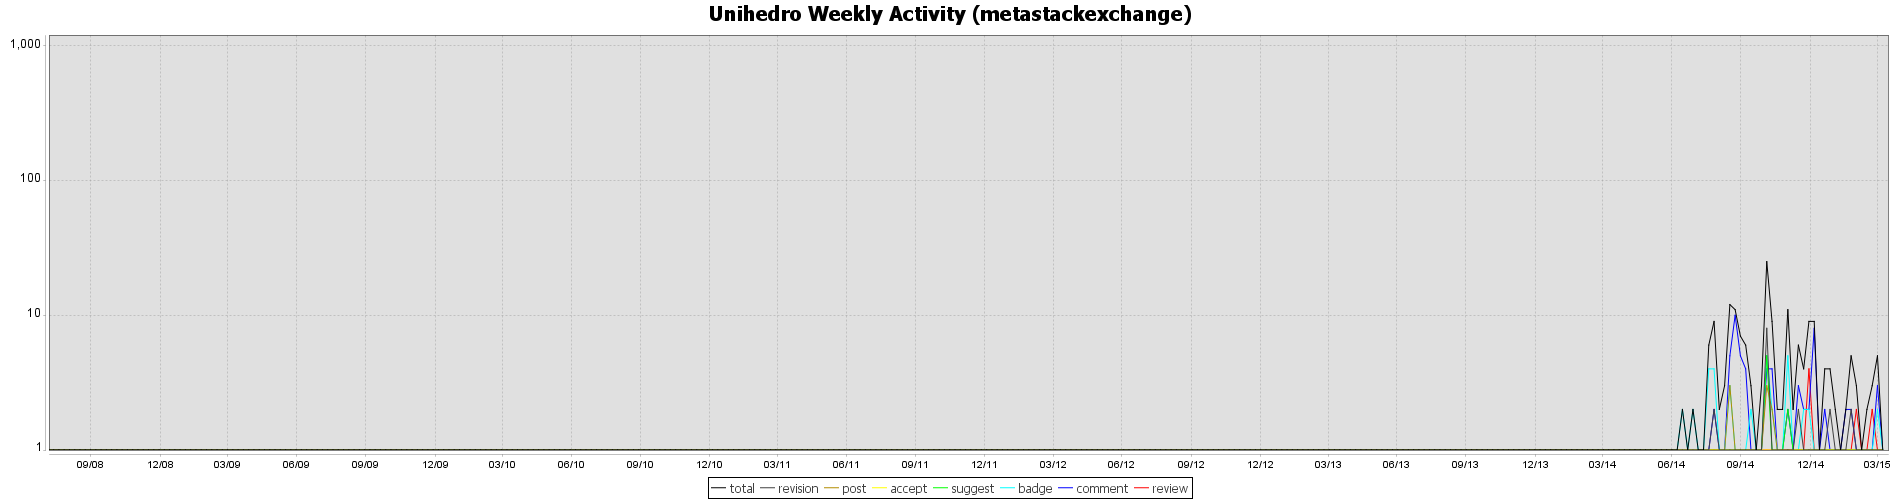 Unihedro Weekly Activity (metastackexchange)
1,000
100
10
1
09/08 12/08 03/09 06/09 09/09 12/09 03/10 06/10 09/10 12/10 03/11 06/11 09/11 12/11 03/12 06/12 09/12 12/12 03/13 06/13 09/13 12/13 03/14 06/14 09/14 12/14 03/15
total revision post accept suggest badge comment review